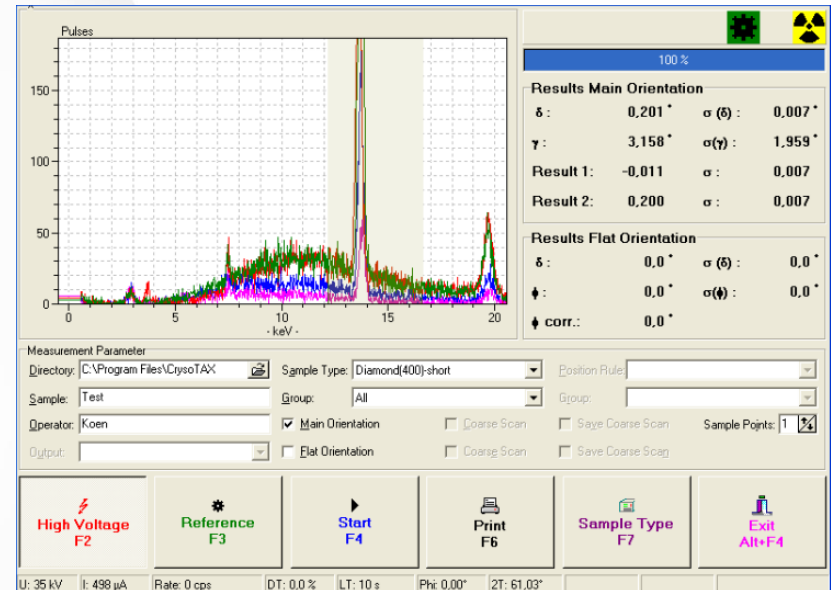 Pulses
150
100
50
0
0 5 10 15 20
- keV -
100 %
Results Main Orientation
δ : 0,201 ° σ (δ) : 0,007 °
γ : 3,158 ° σ(γ) : 1,959 °
Result 1: -0,011 σ : 0,007
Result 2: 0,200 σ : 0,007
Results Flat Orientation
δ : 0,0 ° σ (δ) : 0,0 °
ϕ : 0,0 ° σ(ϕ) : 0,0 °
ϕ corr.: 0,0 °
Measurement Parameter
Directory: C:\Program Files\CrysoTAX Sample Type: Diamond(400)-short Position Rule:
Sample: Test Group: All Group:
Operator: Koen Main Orientation Coarse Scan Save Coarse Scan Sample Points: 1
Output: Flat Orientation Coarse Scan Save Coarse Scan
High Voltage
F2
Reference
F3
Start
F4
Print
F6
Sample Type
F7
Exit
Alt+F4
U: 35 kV I: 498 µA Rate: 0 cps DT: 0,0 % LT: 10 s Phi: 0,00° 2T: 61,03°